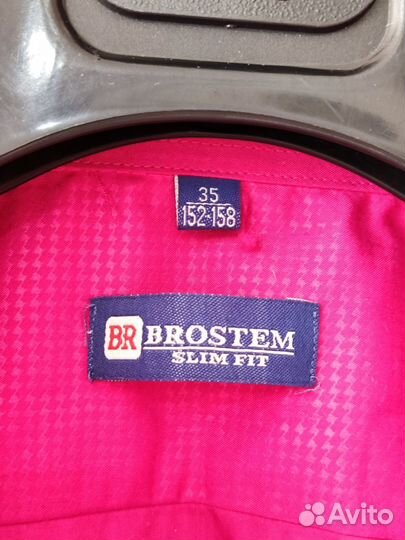 35
152-158
BR BROSTEM
SLIM FIT
Avito